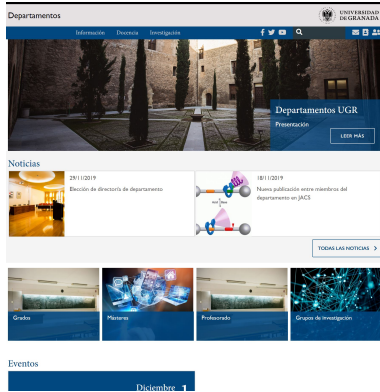 Departamentos
UNIVERSIDAD
DE GRANADA
Información Docencia Investigación
Departamentos UGR
Presentación
LEER MÁS
Noticias
29/11/2019
Elección de director/a de departamento
18/11/2019
Nueva publicación entre miembros del
departamento en JACS
TODAS LAS NOTICIAS >
Grados
Másteres
Profesorado
Grupos de investigación
Eventos
Diciembre 1